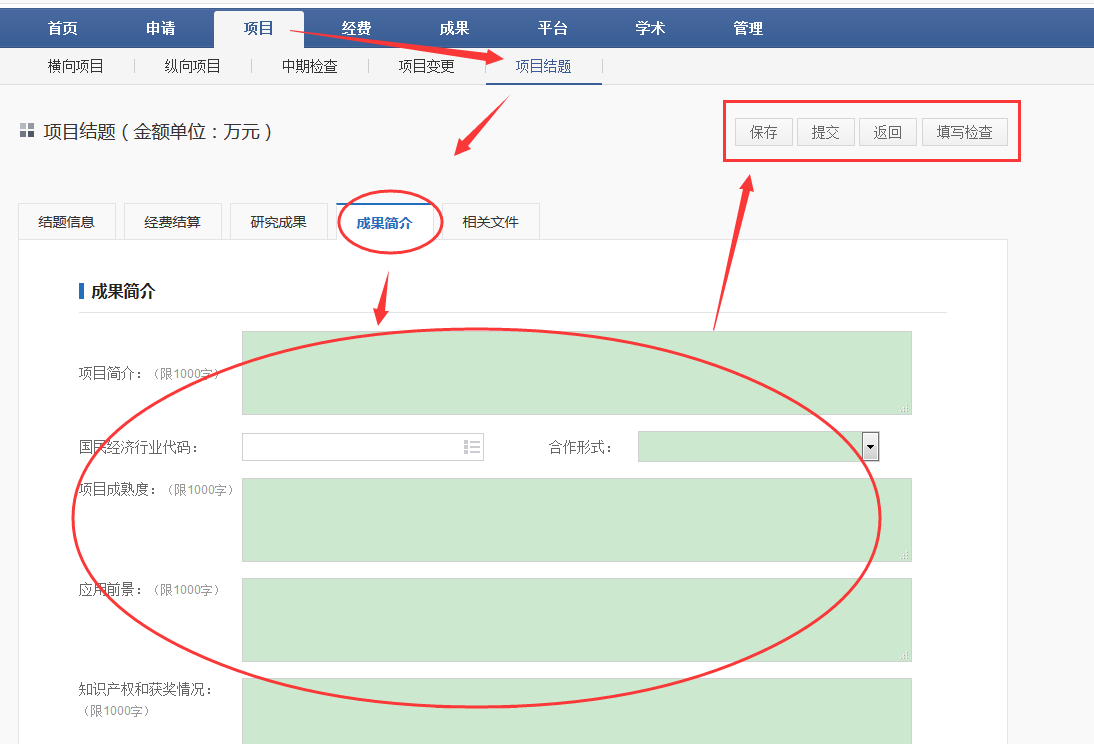 首页 申请 项目 经费 成果 平台 学术 管理
横向项目 纵向项目 中期检查 项目变更 项目结题
项目结题（金额单位：万元）
保存 提交 返回 填写检查
结题信息 经费结算 研究成果 成果简介 相关文件
成果简介
项目简介：（限1000字）
国民经济行业代码： 合作形式：
项目成熟度：（限1000字）
应用前景：（限1000字）
知识产权和获奖情况：
（限1000字）